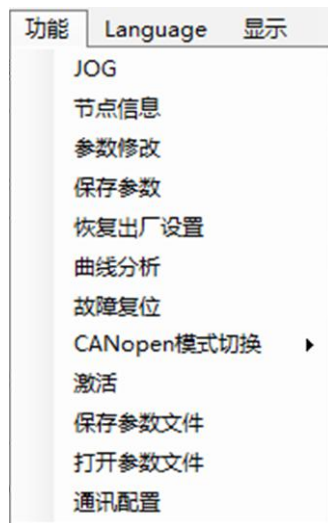 功能 Language 显示
JOG
节点信息
参数修改
保存参数
恢复出厂设置
曲线分析
故障复位
CANopen模式切换
激活
保存参数文件
打开参数文件
通讯配置